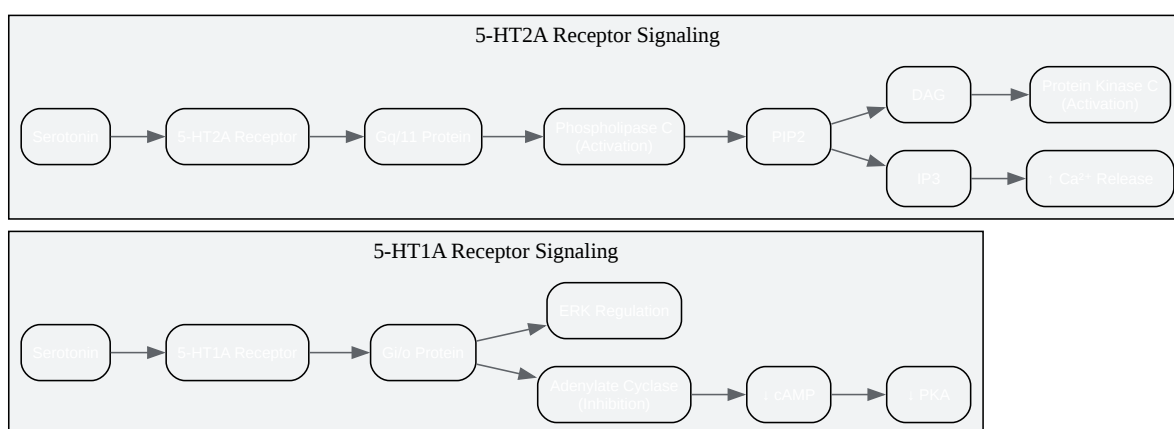 5-HT2A Receptor Signaling
Serotonin
5-HT2A Receptor
Gq/11 Protein
Phospholipase C
(Activation)
PIP2
DAG
Protein Kinase C
(Activation)
IP3
↑ Ca²⁺ Release
5-HT1A Receptor Signaling
Serotonin
5-HT1A Receptor
Gi/o Protein
ERK Regulation
Adenylate Cyclase
(Inhibition)
↓ cAMP
↓ PKA